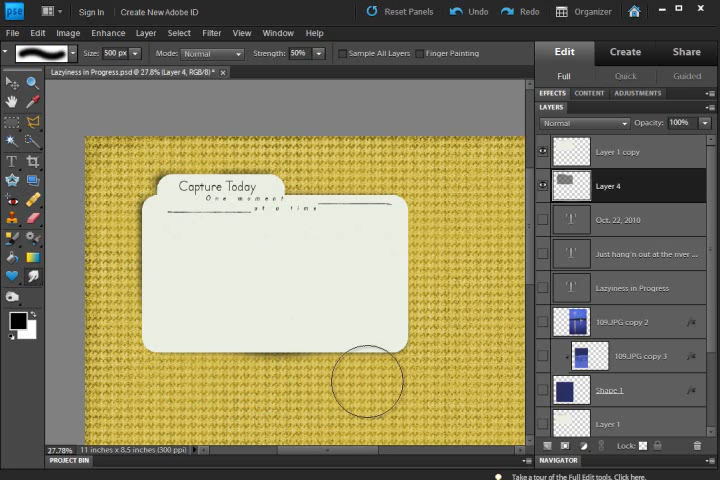 pse Sign In Create New Adobe ID Reset Panels Undo Redo Organizer
File Edit Image Enhance Layer Select Filter View Window Help
Size: 500 px Mode: Normal Strength: 50% Sample All Layers Finger Painting
Edit Create Share
Lazyiness in Progress.psd @ 27.8% (Layer 4, RGB/8) * x
Full Quick Guided
EFFECTS CONTENT ADJUSTMENTS
LAYERS
Normal Opacity: 100%
Layer 1 copy
Layer 4
Oct. 22, 2010
Just hang'n out at the river ...
Lazyiness in Progress
109.JPG copy 2 fx
109.JPG copy 3
Shape 1 fx
Layer 1
Capture Today
One moment
at a time
27.78% 11 inches x 8.5 inches (300 ppi)
Lock:
PROJECT BIN
NAVIGATOR
Take a tour of the Full Edit tools. Click here.